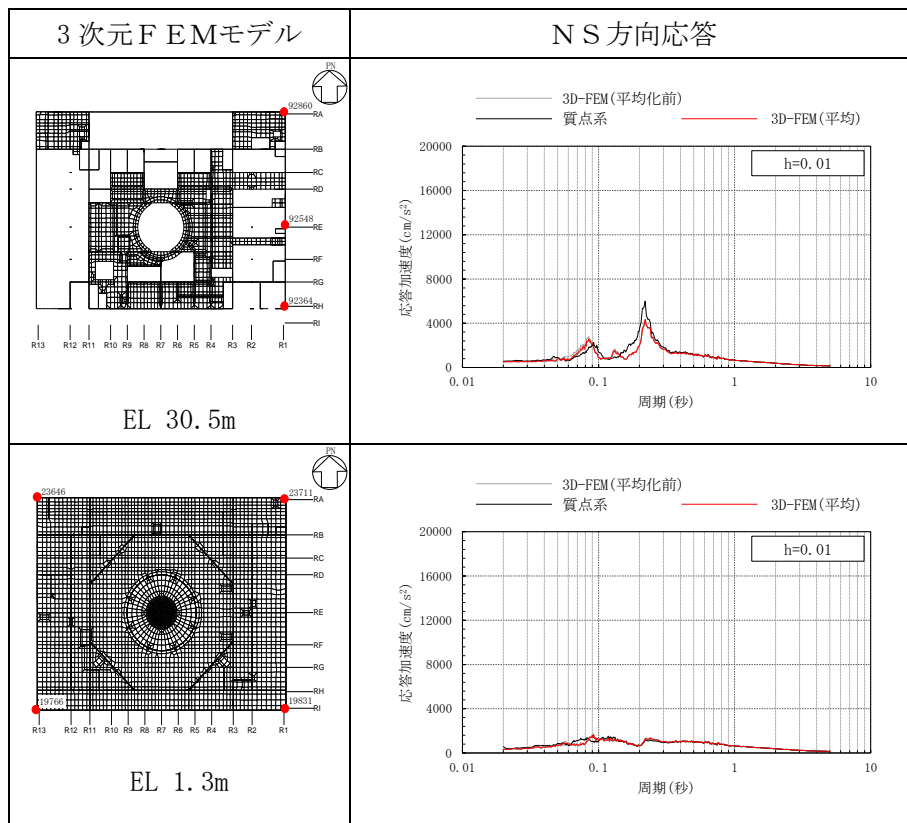 3次元FEMモデル
NS方向応答
PN
92860
RA
RB
RC
RD
92548
RE
RF
RG
92364
RH
RI
R13 R12 R11 R10 R9 R8 R7 R6 R5 R4 R3 R2 R1
EL 30.5m
3D-FEM(平均化前)
質点系 3D-FEM(平均)
h=0.01
応答加速度(cm/s²)
20000
16000
12000
8000
4000
0
0.01 0.1 1 10
周期(秒)
PN
23646 23711
RA
RB
RC
RD
RE
RF
RG
RH
19766 19831
RI
R13 R12 R11 R10 R9 R8 R7 R6 R5 R4 R3 R2 R1
EL 1.3m
3D-FEM(平均化前)
質点系 3D-FEM(平均)
h=0.01
応答加速度(cm/s²)
20000
16000
12000
8000
4000
0
0.01 0.1 1 10
周期(秒)